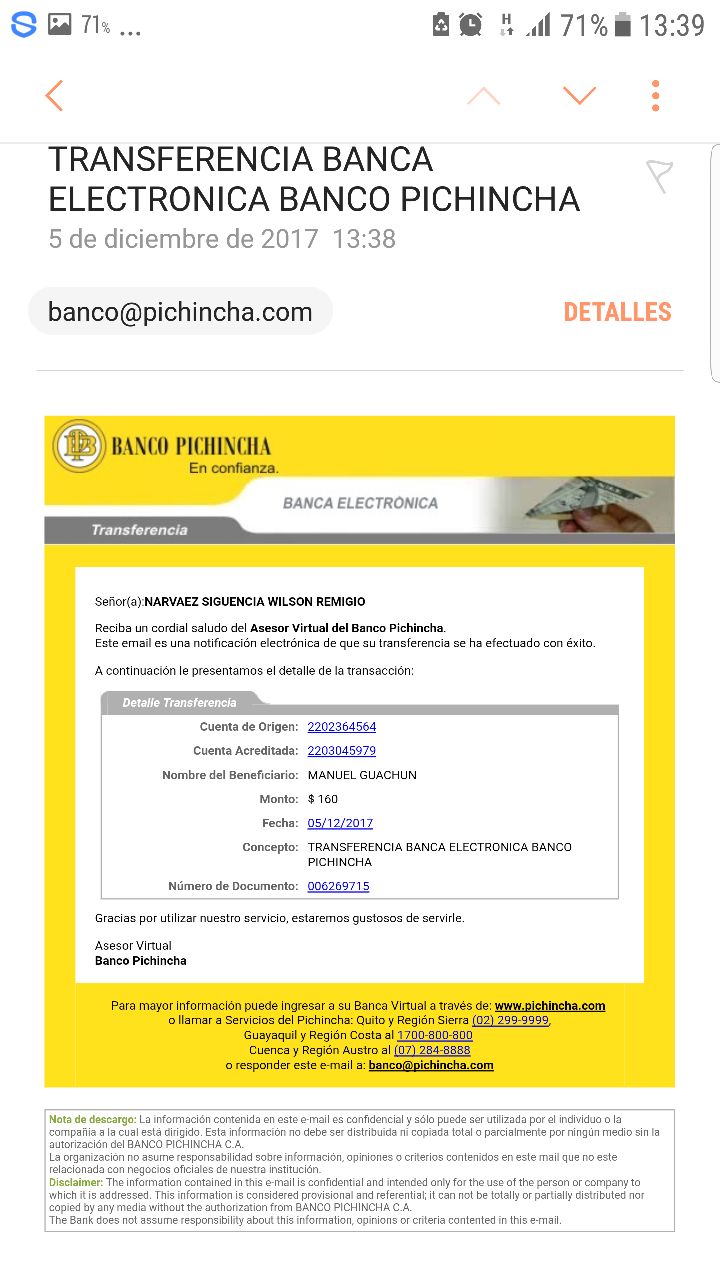 71% ...
H 71% 13:39
TRANSFERENCIA BANCA
ELECTRONICA BANCO PICHINCHA
5 de diciembre de 2017 13:38
banco@pichincha.com DETALLES
BANCO PICHINCHA
En confianza.
BANCA ELECTRÓNICA
Transferencia
Señor(a):NARVAEZ SIGUENCIA WILSON REMIGIO
Reciba un cordial saludo del Asesor Virtual del Banco Pichincha.
Este email es una notificación electrónica de que su transferencia se ha efectuado con éxito.
A continuación le presentamos el detalle de la transacción:
Detalle Transferencia
Cuenta de Origen: 2202364564
Cuenta Acreditada: 2203045979
Nombre del Beneficiario: MANUEL GUACHUN
Monto: $ 160
Fecha: 05/12/2017
Concepto: TRANSFERENCIA BANCA ELECTRONICA BANCO
PICHINCHA
Número de Documento: 006269715
Gracias por utilizar nuestro servicio, estaremos gustosos de servirle.
Asesor Virtual
Banco Pichincha
Para mayor información puede ingresar a su Banca Virtual a través de: www.pichincha.com
o llamar a Servicios del Pichincha: Quito y Región Sierra (02) 299-9999,
Guayaquil y Región Costa al 1700-800-800
Cuenca y Región Austro al (07) 284-8888
o responder este e-mail a: banco@pichincha.com
Nota de descargo: La información contenida en este e-mail es confidencial y sólo puede ser utilizada por el individuo o la
compañia a la cual está dirigido. Esta información no debe ser distribuida ni copiada total o parcialmente por ningún medio sin la
autorización del BANCO PICHINCHA C.A.
La organización no asume responsabilidad sobre información, opiniones o criterios contenidos en este mail que no este
relacionada con negocios oficiales de nuestra institución.
Disclaimer: The information contained in this e-mail is confidential and intended only for the use of the person or company to
which it is addressed. This information is considered provisional and referential; it can not be totally or partially distributed nor
copied by any media without the authorization from BANCO PICHINCHA C.A.
The Bank does not assume responsibility about this information, opinions or criteria contented in this e-mail.